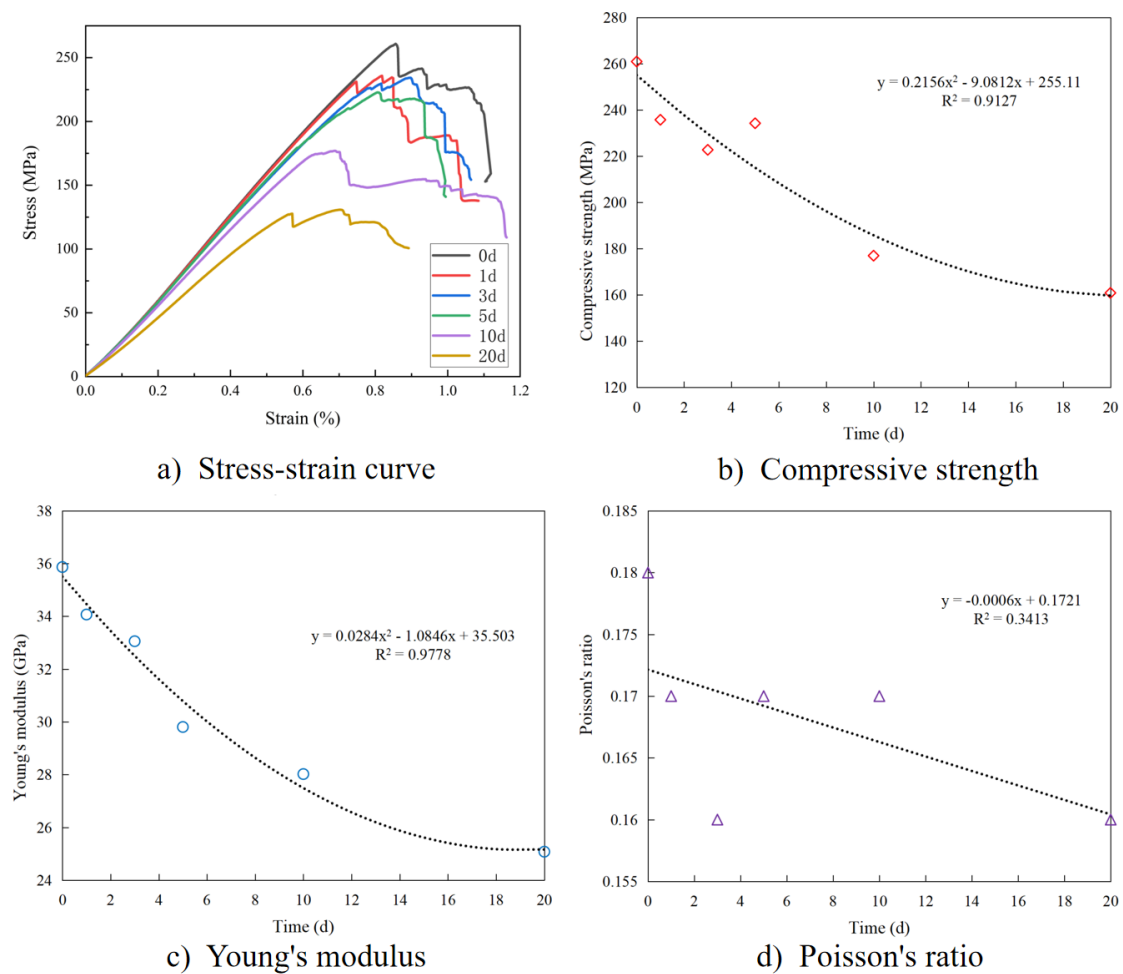 250
200
150
100
50
0
Stress (MPa)
0d
1d
3d
5d
10d
20d
0.0 0.2 0.4 0.6 0.8 1.0 1.2
Strain (%)
a) Stress-strain curve
280
260
240
220
200
180
160
140
120
Compressive strength (MPa)
y = 0.2156x² - 9.0812x + 255.11
R² = 0.9127
0 2 4 6 8 10 12 14 16 18 20
Time (d)
b) Compressive strength
38
36
34
32
30
28
26
24
Young's modulus (GPa)
y = 0.0284x² - 1.0846x + 35.503
R² = 0.9778
0 2 4 6 8 10 12 14 16 18 20
Time (d)
c) Young's modulus
0.185
0.18
0.175
0.17
0.165
0.16
0.155
Poisson's ratio
y = -0.0006x + 0.1721
R² = 0.3413
0 2 4 6 8 10 12 14 16 18 20
Time (d)
d) Poisson's ratio